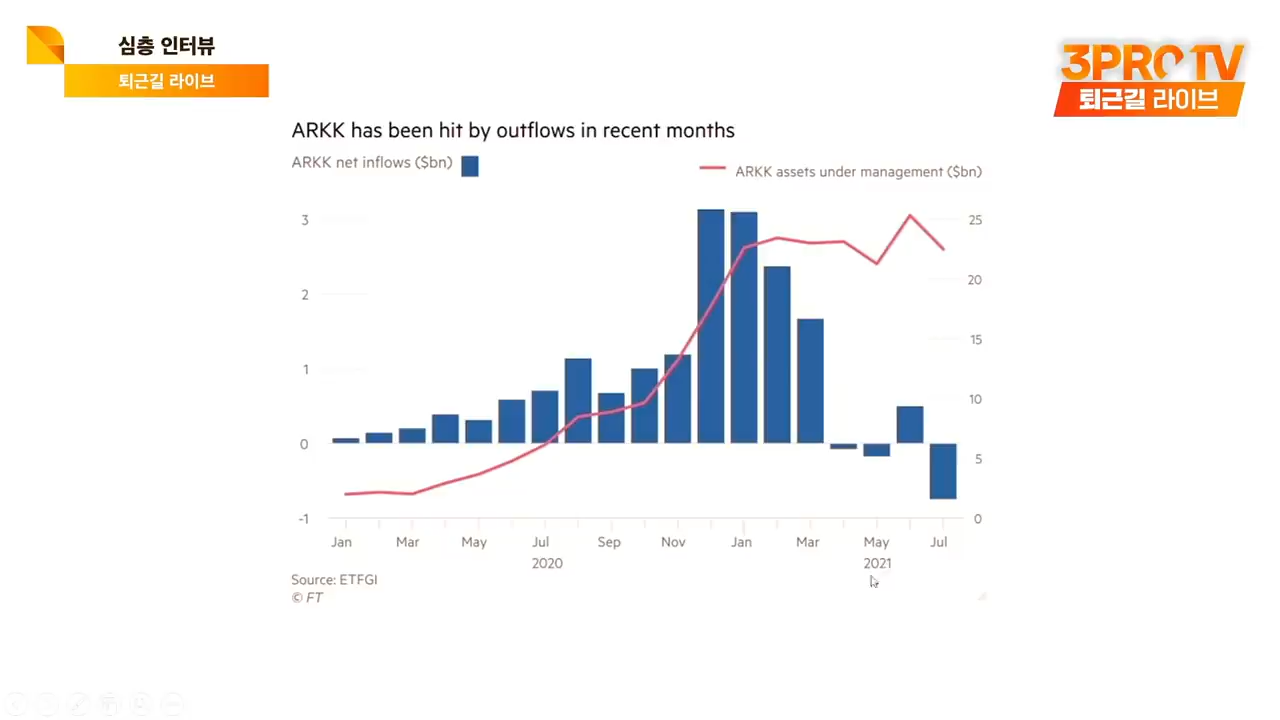 심층 인터뷰
퇴근길 라이브
3PROTV
퇴근길 라이브
ARKK has been hit by outflows in recent months
ARKK net inflows ($bn)
ARKK assets under management ($bn)
3
25
2
20
15
1
10
0
5
-1
0
Jan Mar May Jul Sep Nov Jan Mar May Jul
2020 2021
Source: ETFGI
© FT